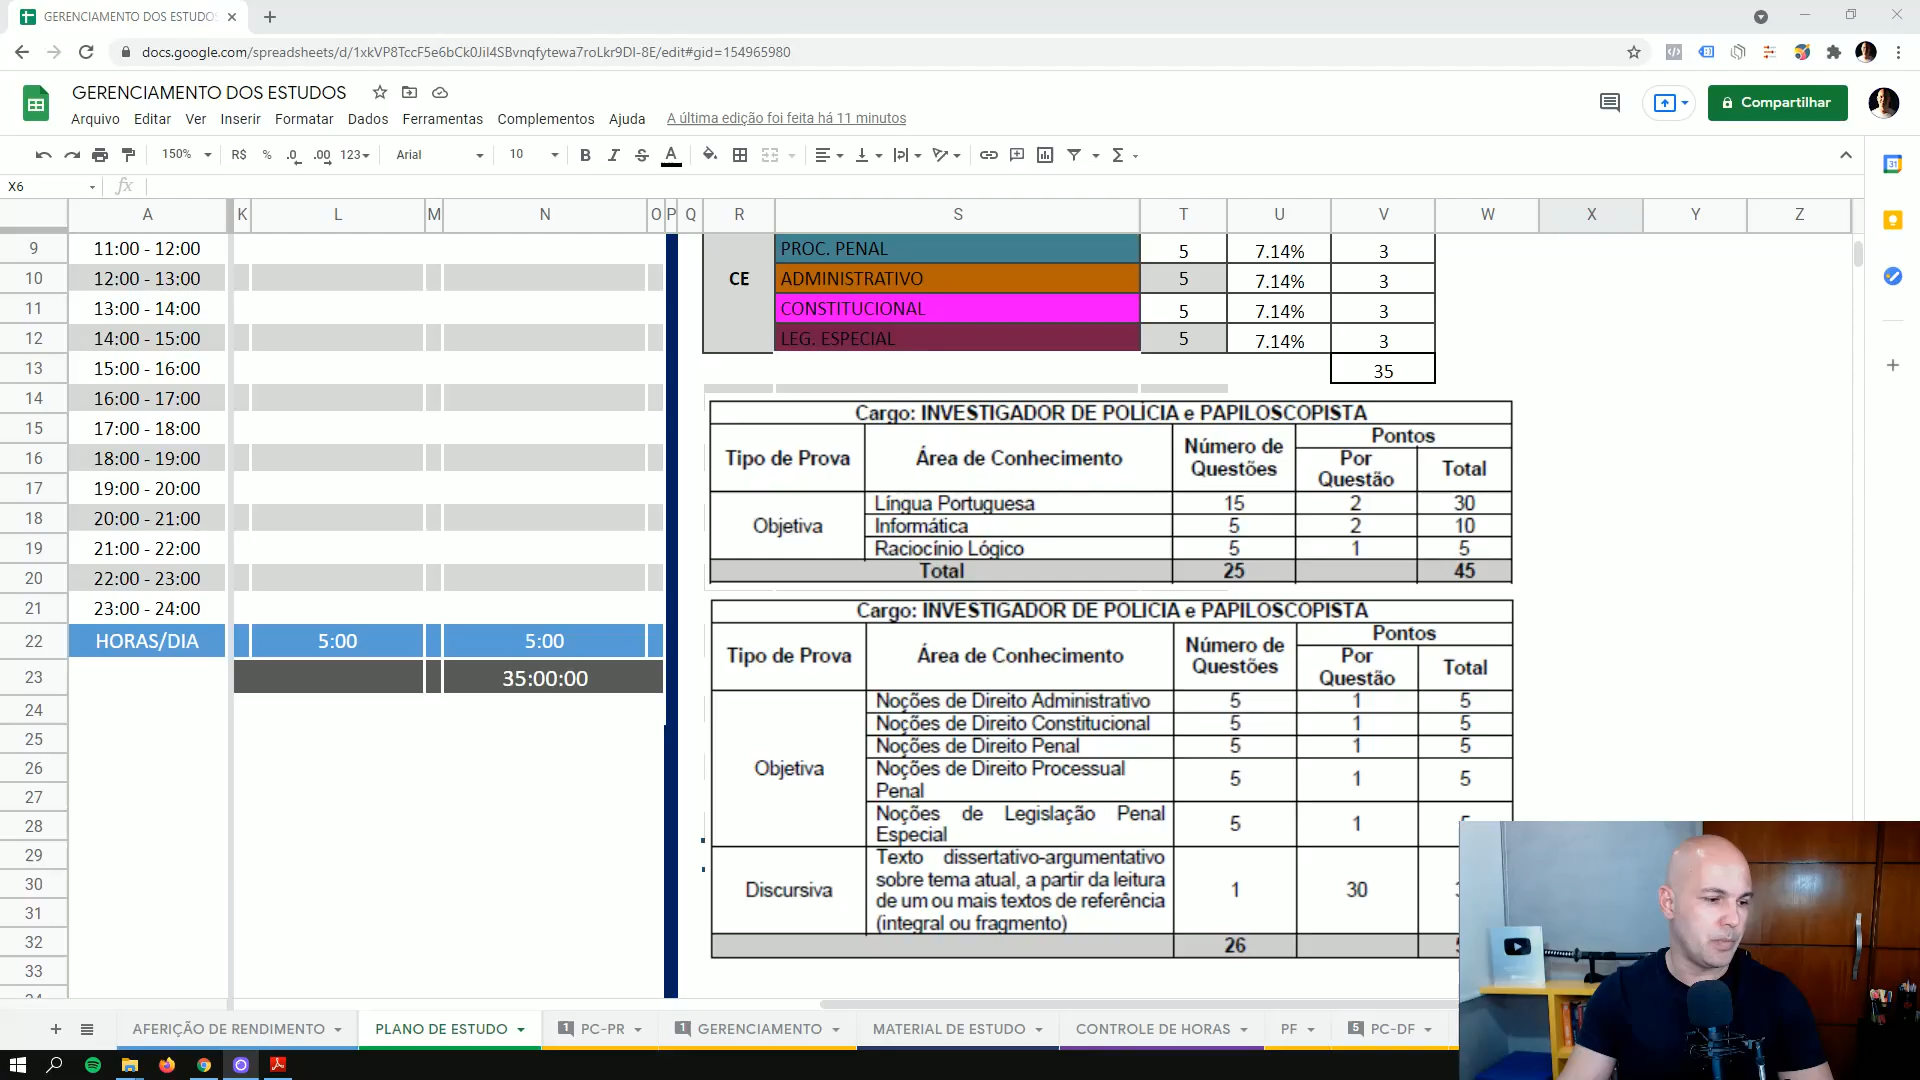 GERENCIAMENTO DOS ESTUDOS
docs.google.com/spreadsheets/d/1xkVP8TccF5e6bCk0Jil4SBvnqfytewa7roLkr9DI-8E/edit#gid=154965980
GERENCIAMENTO DOS ESTUDOS
Arquivo Editar Ver Inserir Formatar Dados Ferramentas Complementos Ajuda A última edição foi feita há 11 minutos
Compartilhar
150% R$ % .0 .00 123 Arial 10 B I S A
X6 fx
A K L M N O P Q R S T U V W X Y Z
9 11:00 - 12:00 PROC. PENAL 5 7.14% 3
10 12:00 - 13:00 CE ADMINISTRATIVO 5 7.14% 3
11 13:00 - 14:00 CONSTITUCIONAL 5 7.14% 3
12 14:00 - 15:00 LEG. ESPECIAL 5 7.14% 3
13 15:00 - 16:00 35
14 16:00 - 17:00
15 17:00 - 18:00
16 18:00 - 19:00
17 19:00 - 20:00
18 20:00 - 21:00
19 21:00 - 22:00
20 22:00 - 23:00
21 23:00 - 24:00
22 HORAS/DIA 5:00 5:00
23 35:00:00
24
25
26
27
28
29
30
31
32
33
Cargo: INVESTIGADOR DE POLÍCIA e PAPILOSCOPISTA
Tipo de Prova Área de Conhecimento Número de Questões Pontos
Por Questão Total
Objetiva
Língua Portuguesa 15 2 30
Informática 5 2 10
Raciocínio Lógico 5 1 5
Total 25 45
Cargo: INVESTIGADOR DE POLÍCIA e PAPILOSCOPISTA
Tipo de Prova Área de Conhecimento Número de Questões Pontos
Por Questão Total
Objetiva
Noções de Direito Administrativo 5 1 5
Noções de Direito Constitucional 5 1 5
Noções de Direito Penal 5 1 5
Noções de Direito Processual
Penal 5 1 5
Noções de Legislação Penal
Especial 5 1
Discursiva
Texto dissertativo-argumentativo
sobre tema atual, a partir da leitura
de um ou mais textos de referência
(integral ou fragmento) 1 30
26
AFERIÇÃO DE RENDIMENTO PLANO DE ESTUDO 1 PC-PR 1 GERENCIAMENTO MATERIAL DE ESTUDO CONTROLE DE HORAS PF 5 PC-DF